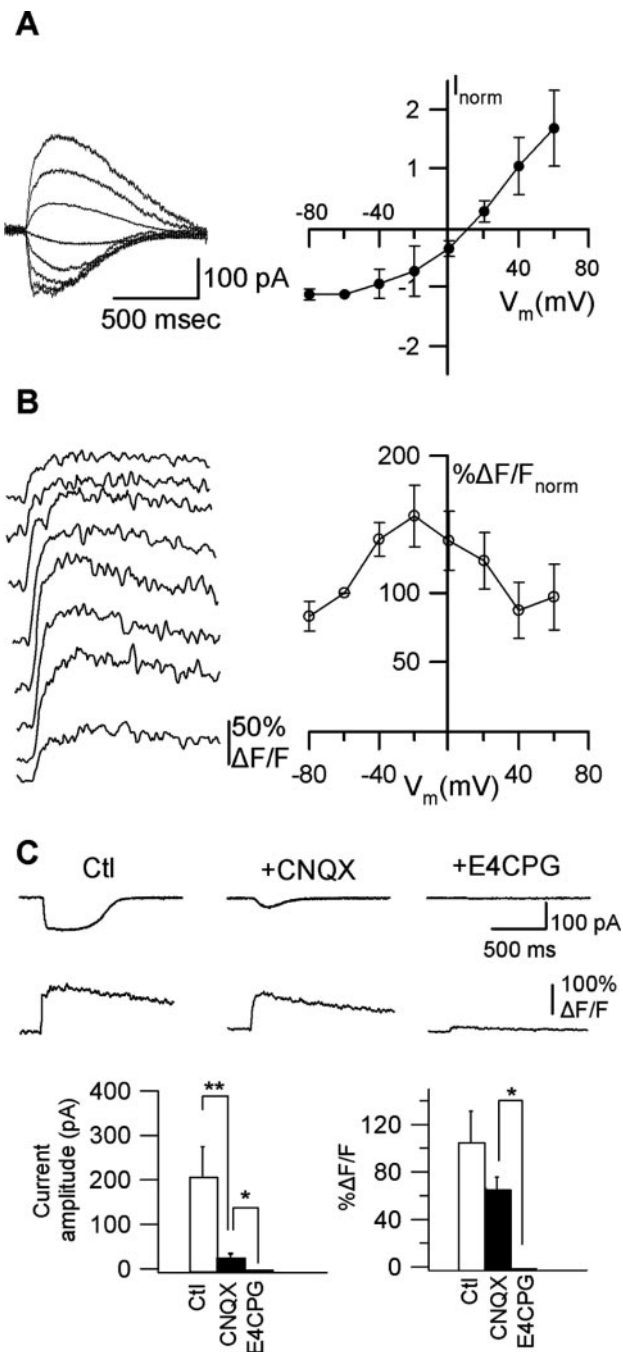 A
I norm
2
1
-80
-40
40
80
-1
-2
V m (mV)
100 pA
500 msec
B
200
%ΔF/F norm
100
50
50%
ΔF/F
-80
-40
40
80
V m (mV)
C
Ctl
+CNQX
+E4CPG
100 pA
500 ms
100%
ΔF/F
400
300
200
100
0
Current
amplitude (pA)
**
*
Ctl
CNQX
E4CPG
120
80
40
0
%ΔF/F
*
Ctl
CNQX
E4CPG